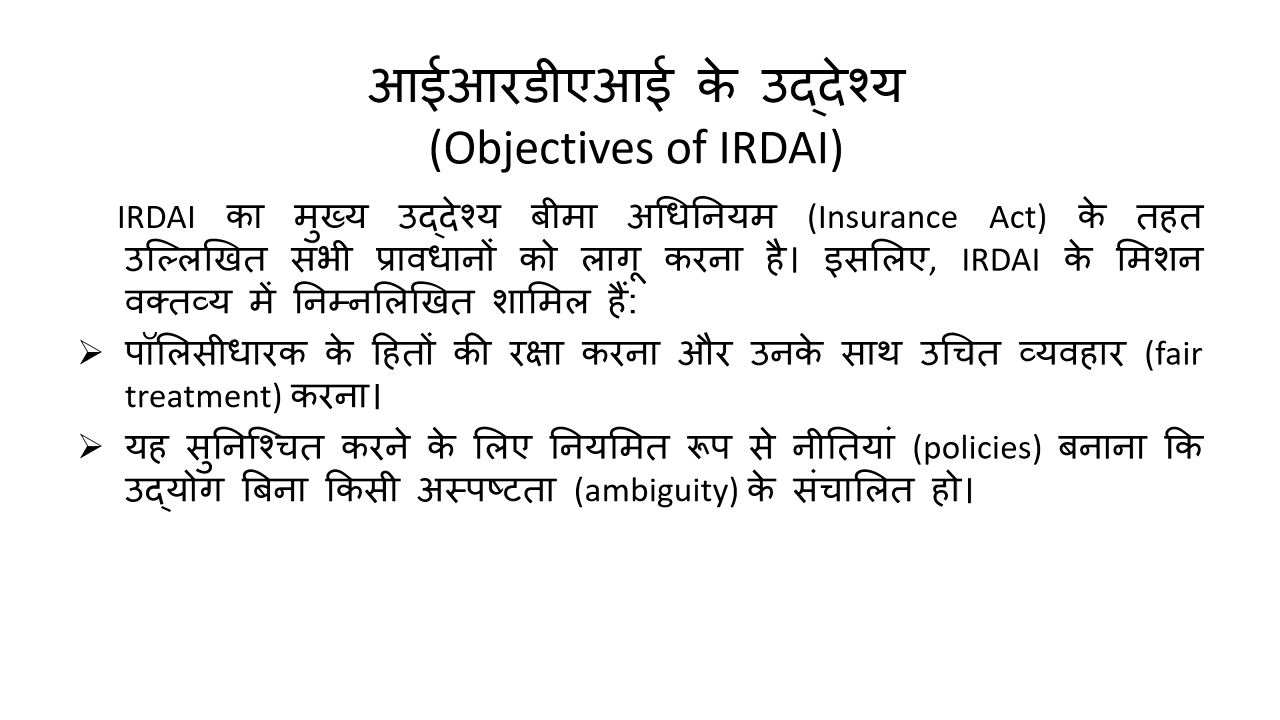 आईआरडीएआई के उद्देश्य
(Objectives of IRDAI)
IRDAI का मुख्य उद्देश्य बीमा अधिनियम (Insurance Act) के तहत
उल्लिखित सभी प्रावधानों को लागू करना है। इसलिए, IRDAI के मिशन
वक्तव्य में निम्नलिखित शामिल हैं:
➢ पॉलिसीधारक के हितों की रक्षा करना और उनके साथ उचित व्यवहार (fair
treatment) करना।
➢ यह सुनिश्चित करने के लिए नियमित रूप से नीतियां (policies) बनाना कि
उद्योग बिना किसी अस्पष्टता (ambiguity) के संचालित हो।